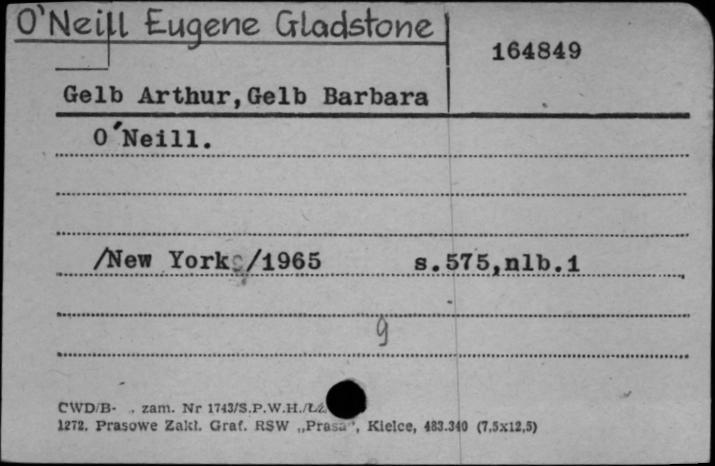 O'Neill Eugene Gladstone
164849
Gelb Arthur, Gelb Barbara
O'Neill.
/New York /1965 s.575,nlb.1
9
CWD/B- . zam. Nr 1743/S.P.W.H./
1272. Prasowe Zakł. Graf. RSW „Prasa”, Kielce, 483.340 (7,5x12,5)